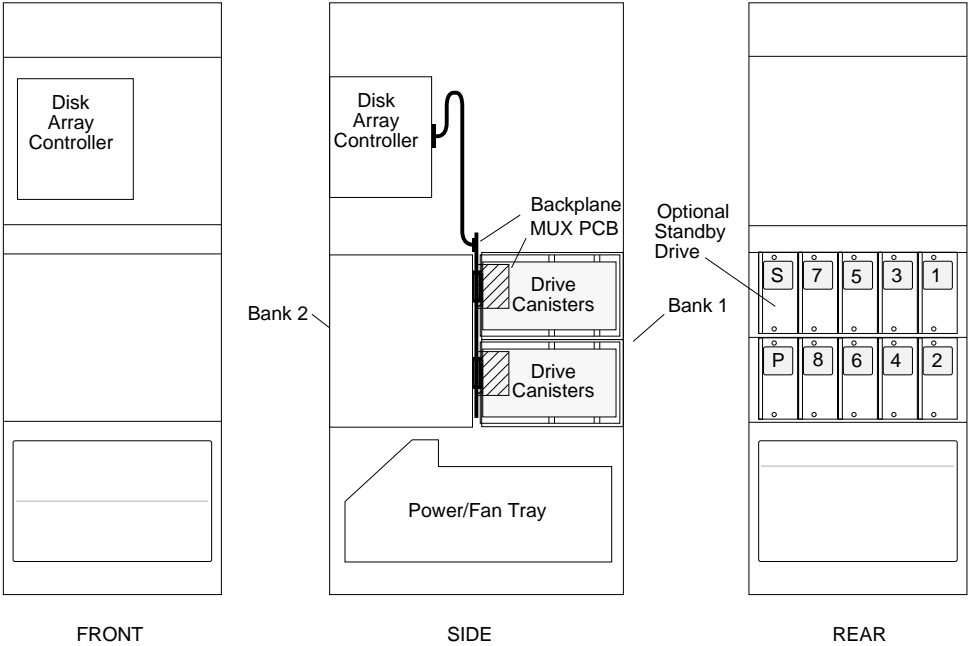 Disk
Array
Controller
Disk
Array
Controller
Backplane
MUX PCB
Optional
Standby
Drive
Bank 2
Drive
Canisters
Bank 1
Drive
Canisters
S 7 5 3 1
P 8 6 4 2
Power/Fan Tray
FRONT
SIDE
REAR